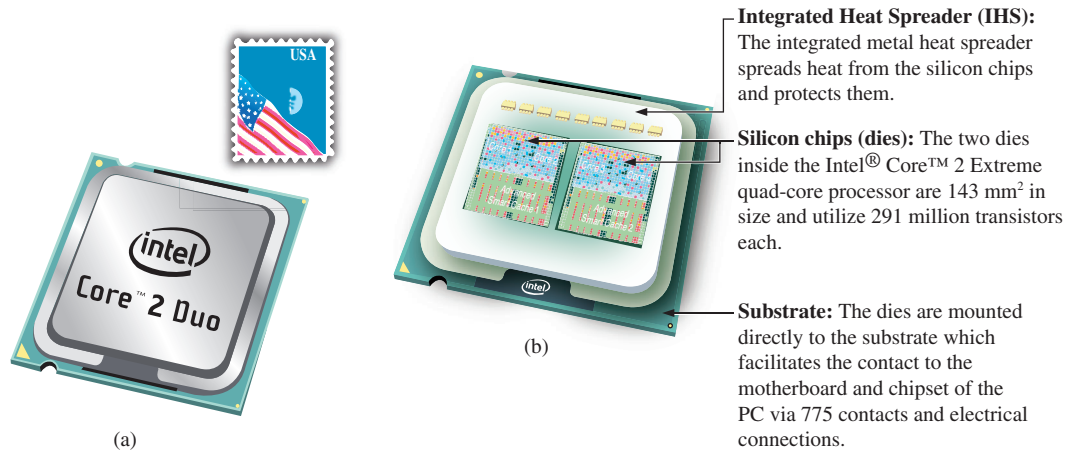 USA
intel
Core™ 2 Duo
(a)
Advanced
Smart Cache 2
intel
(b)
Integrated Heat Spreader (IHS):
The integrated metal heat spreader
spreads heat from the silicon chips
and protects them.
Silicon chips (dies): The two dies
inside the Intel® Core™ 2 Extreme
quad-core processor are 143 mm² in
size and utilize 291 million transistors
each.
Substrate: The dies are mounted
directly to the substrate which
facilitates the contact to the
motherboard and chipset of the
PC via 775 contacts and electrical
connections.